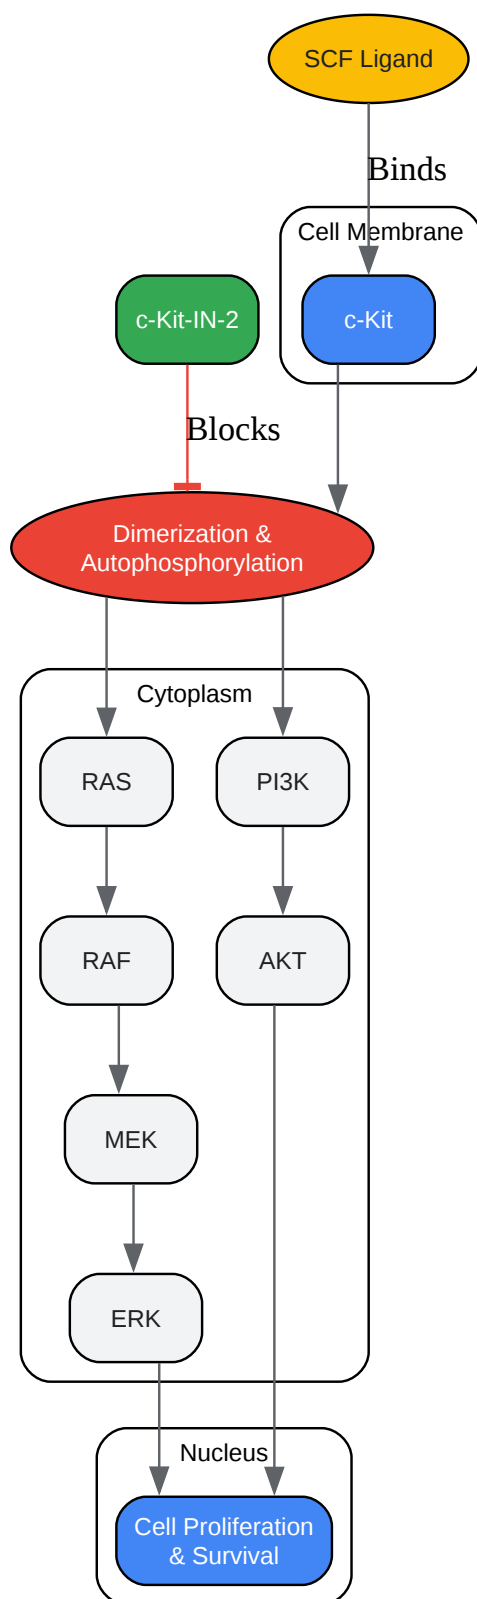 SCF Ligand
Binds
Cell Membrane
c-Kit-IN-2
c-Kit
Blocks
Dimerization &
Autophosphorylation
Cytoplasm
RAS
PI3K
RAF
AKT
MEK
ERK
Nucleus
Cell Proliferation
& Survival